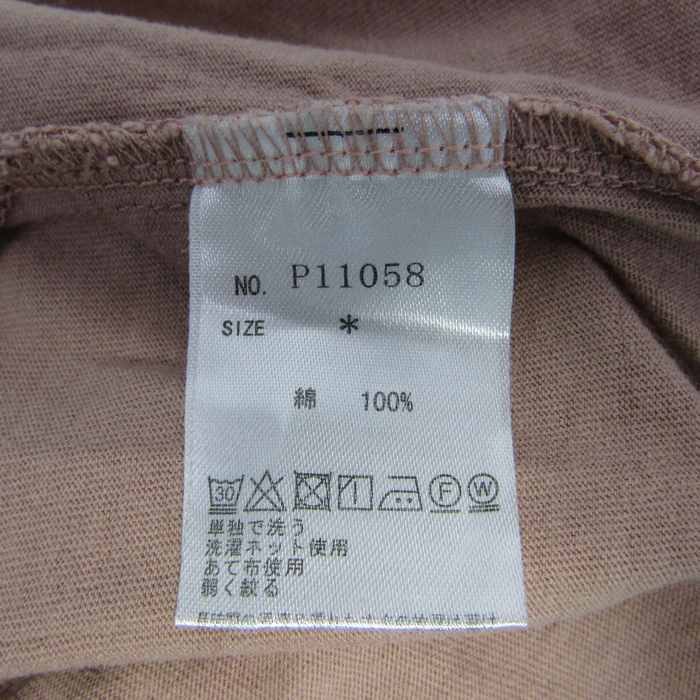 NO. P11058
SIZE *
綿 100%
30
単独で洗う
洗濯ネット使用
あて布使用
弱く絞る